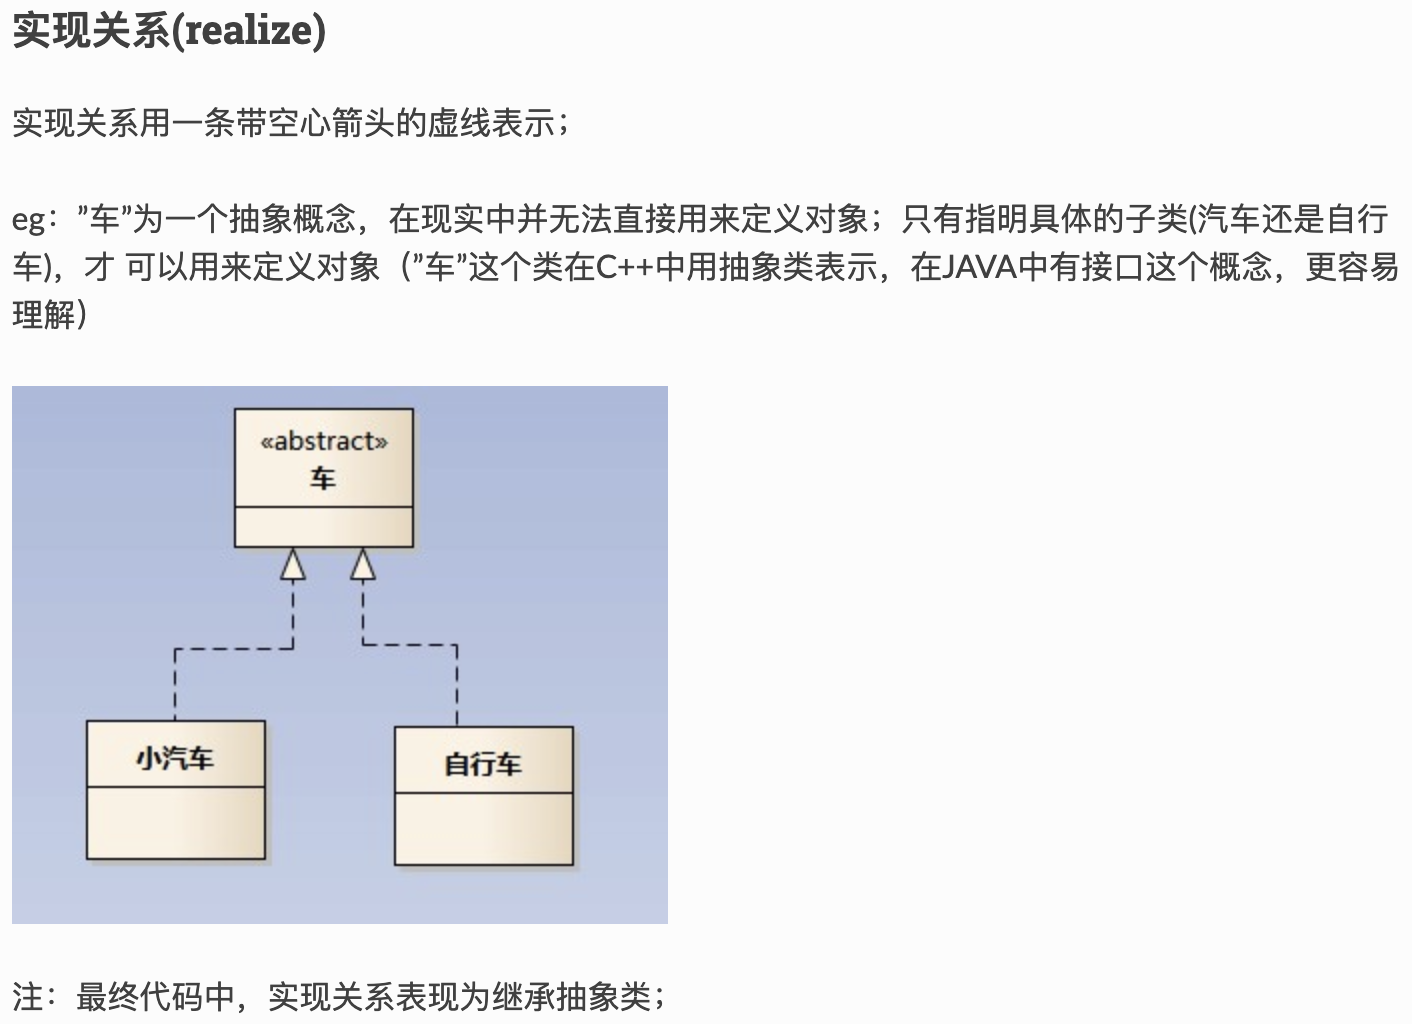 实现关系(realize)
实现关系用一条带空心箭头的虚线表示；
eg：”车”为一个抽象概念，在现实中并无法直接用来定义对象；只有指明具体的子类(汽车还是自行
车)，才 可以用来定义对象（”车”这个类在C++中用抽象类表示，在JAVA中有接口这个概念，更容易
理解）
«abstract»
车
小汽车
自行车
注：最终代码中，实现关系表现为继承抽象类；